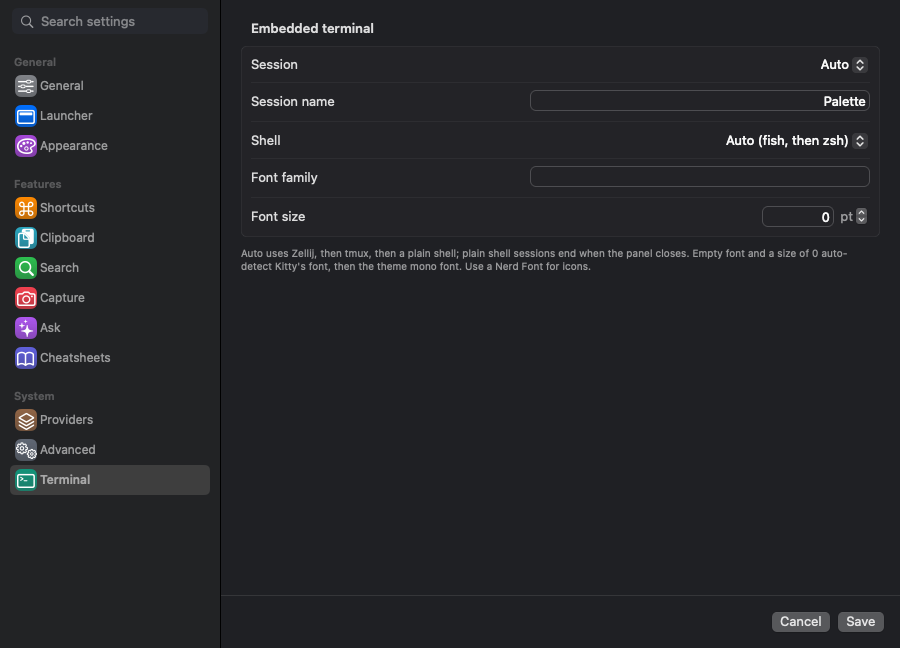 Search settings
General
General
Launcher
Appearance
Features
Shortcuts
Clipboard
Search
Capture
Ask
Cheatsheets
System
Providers
Advanced
Terminal
Embedded terminal
Session
Auto
Session name
Palette
Shell
Auto (fish, then zsh)
Font family
Font size
0 pt
Auto uses Zellij, then tmux, then a plain shell; plain shell sessions end when the panel closes. Empty font and a size of 0 auto-
detect Kitty's font, then the theme mono font. Use a Nerd Font for icons.
Cancel
Save